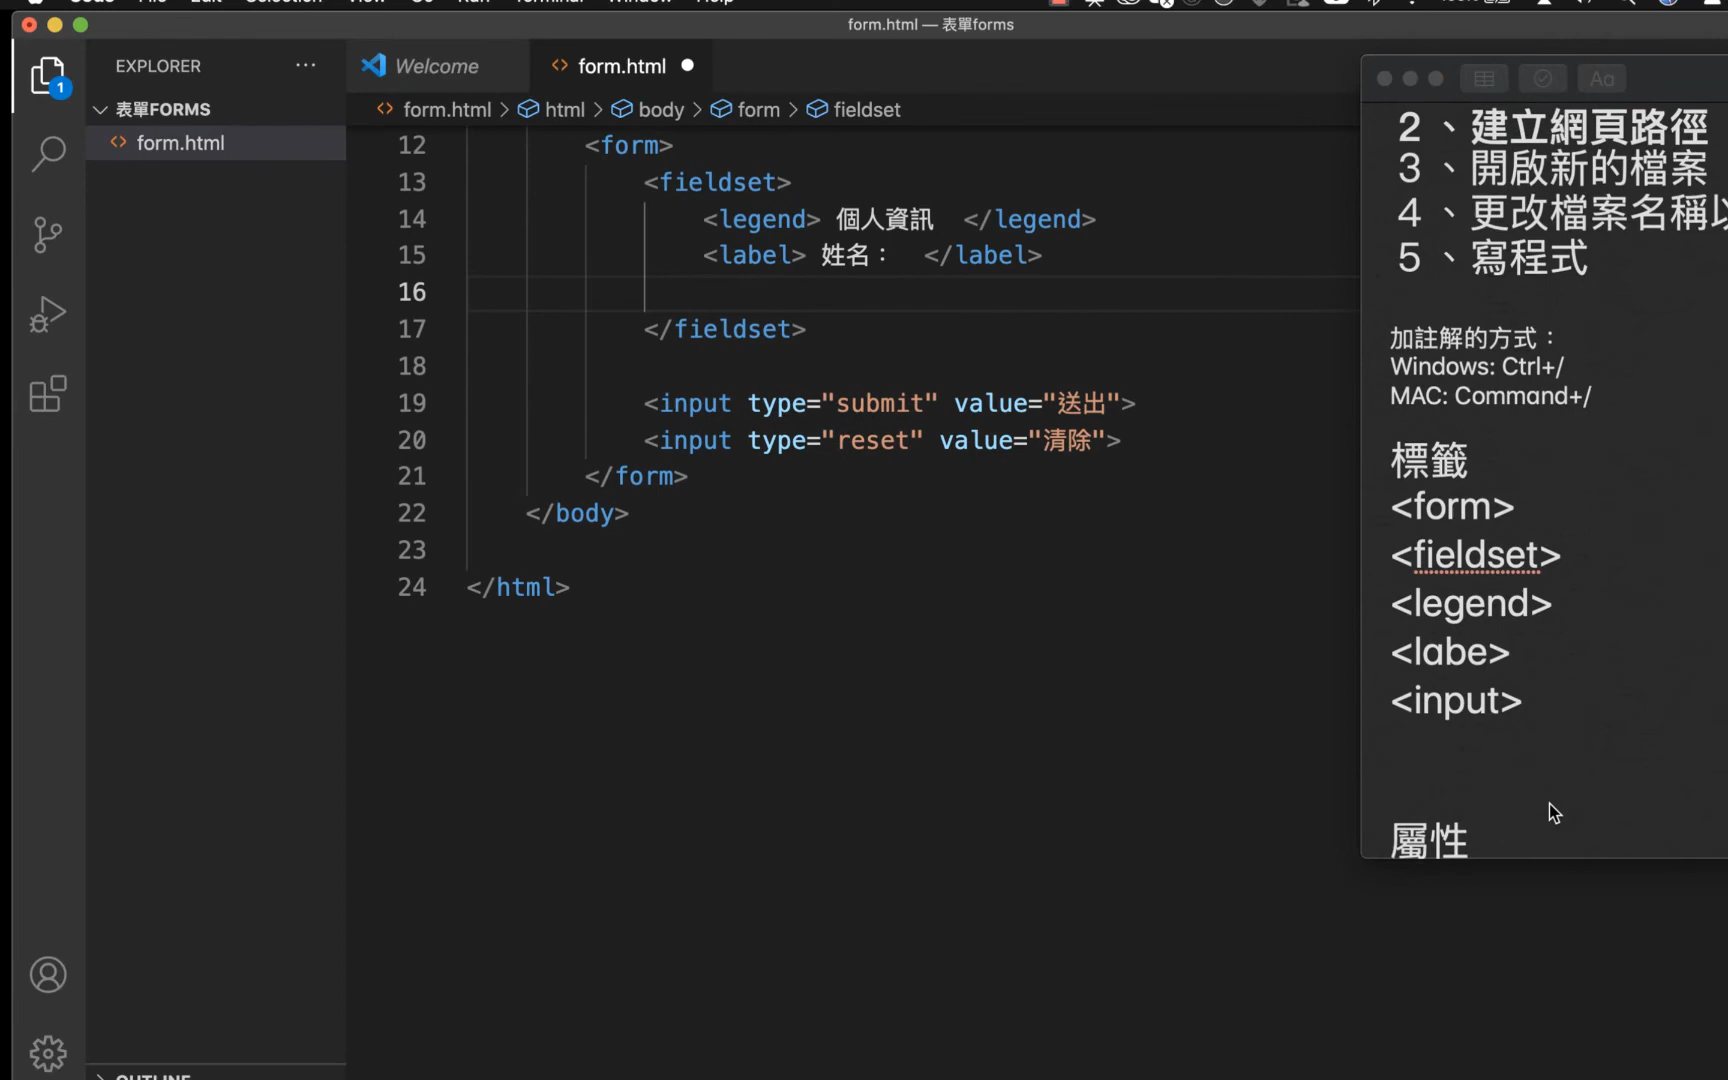 form.html — 表單forms
EXPLORER
表單FORMS
form.html
1
Welcome
form.html
form.html > html > body > form > fieldset
12 <form>
13 <fieldset>
14 <legend> 個人資訊 </legend>
15 <label> 姓名： </label>
16
17 </fieldset>
18
19 <input type="submit" value="送出">
20 <input type="reset" value="清除">
21 </form>
22 </body>
23
24 </html>
Aa
2、建立網頁路徑
3、開啟新的檔案
4、更改檔案名稱
5、寫程式
加註解的方式：
Windows: Ctrl+/
MAC: Command+/
標籤
<form>
<fieldset>
<legend>
<labe>
<input>
屬性